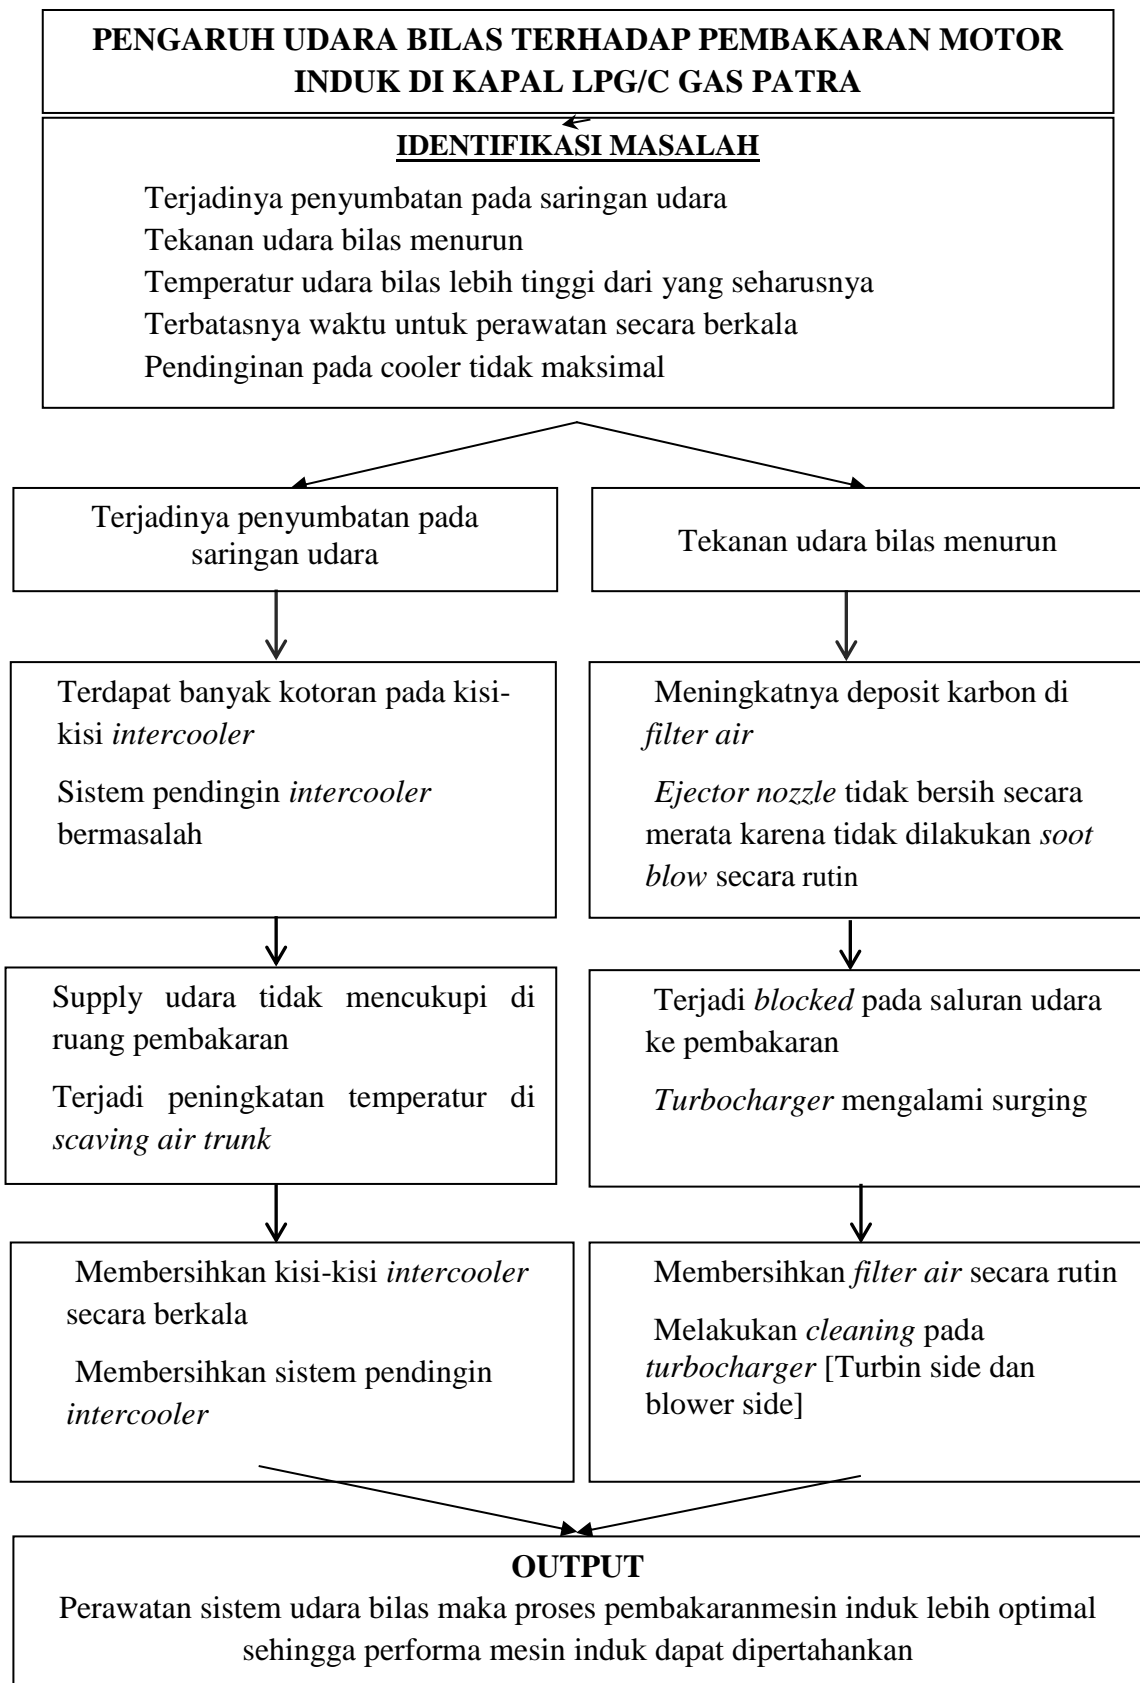 PENGARUH UDARA BILAS TERHADAP PEMBAKARAN MOTOR
INDUK DI KAPAL LPG/C GAS PATRA
IDENTIFIKASI MASALAH
Terjadinya penyumbatan pada saringan udara
Tekanan udara bilas menurun
Temperatur udara bilas lebih tinggi dari yang seharusnya
Terbatasnya waktu untuk perawatan secara berkala
Pendinginan pada cooler tidak maksimal
Terjadinya penyumbatan pada
saringan udara
Tekanan udara bilas menurun
Terdapat banyak kotoran pada kisi-
kisi intercooler
Sistem pendingin intercooler
bermasalah
Meningkatnya deposit karbon di
filter air
Ejector nozzle tidak bersih secara
merata karena tidak dilakukan soot
blow secara rutin
Supply udara tidak mencukupi di
ruang pembakaran
Terjadi peningkatan temperatur di
scaving air trunk
Terjadi blocked pada saluran udara
ke pembakaran
Turbocharger mengalami surging
Membersihkan kisi-kisi intercooler
secara berkala
Membersihkan sistem pendingin
intercooler
Membersihkan filter air secara rutin
Melakukan cleaning pada
turbocharger [Turbin side dan
blower side]
OUTPUT
Perawatan sistem udara bilas maka proses pembakaranmesin induk lebih optimal
sehingga performa mesin induk dapat dipertahankan